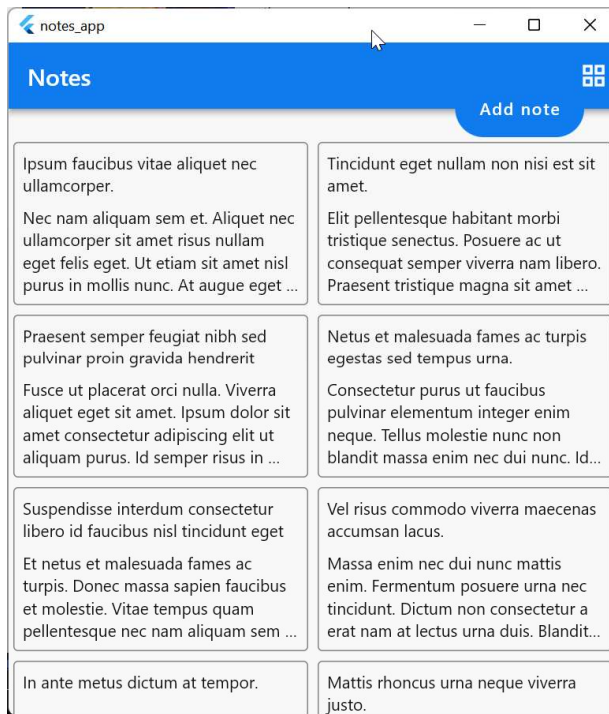 notes_app
Notes
Add note
Ipsum faucibus vitae aliquet nec
ullamcorper.
Nec nam aliquam sem et. Aliquet nec
ullamcorper sit amet risus nullam
eget felis eget. Ut etiam sit amet nisl
purus in mollis nunc. At augue eget ...
Tincidunt eget nullam non nisi est sit
amet.
Elit pellentesque habitant morbi
tristique senectus. Posuere ac ut
consequat semper viverra nam libero.
Praesent tristique magna sit amet ...
Praesent semper feugiat nibh sed
pulvinar proin gravida hendrerit
Fusce ut placerat orci nulla. Viverra
aliquet eget sit amet. Ipsum dolor sit
amet consectetur adipiscing elit ut
aliquam purus. Id semper risus in ...
Netus et malesuada fames ac turpis
egestas sed tempus urna.
Consectetur purus ut faucibus
pulvinar elementum integer enim
neque. Tellus molestie nunc non
blandit massa enim nec dui nunc. Id...
Suspendisse interdum consectetur
libero id faucibus nisl tincidunt eget
Et netus et malesuada fames ac
turpis. Donec massa sapien faucibus
et molestie. Vitae tempus quam
pellentesque nec nam aliquam sem ...
Vel risus commodo viverra maecenas
accumsan lacus.
Massa enim nec dui nunc mattis
enim. Fermentum posuere urna nec
tincidunt. Dictum non consectetur a
erat nam at lectus urna duis. Blandit...
In ante metus dictum at tempor.
Mattis rhoncus urna neque viverra
justo.